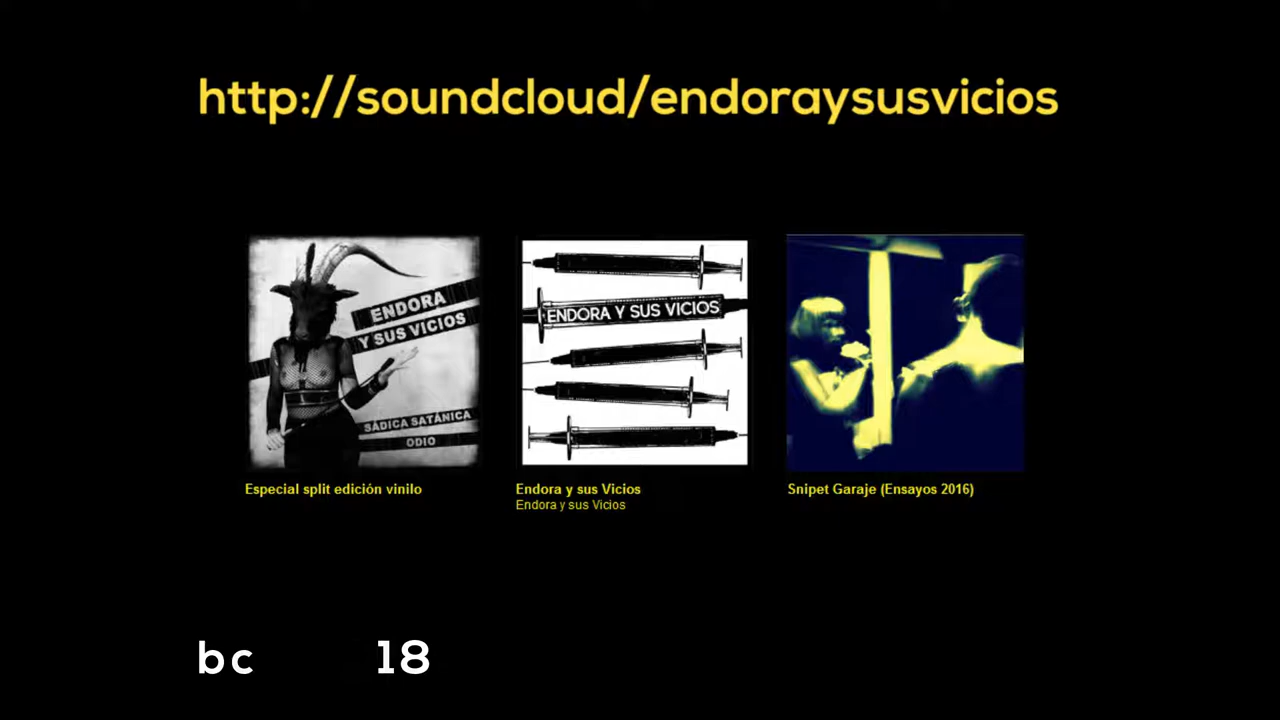 http://soundcloud/endoraysusvicios
ENDORA
Y SUS VICIOS
SÁDICA SATÁNICA
ODIO
ENDORA Y SUS VICIOS
Especial split edición vinilo
Endora y sus Vicios
Endora y sus Vicios
Snipet Garaje (Ensayos 2016)
bc 18